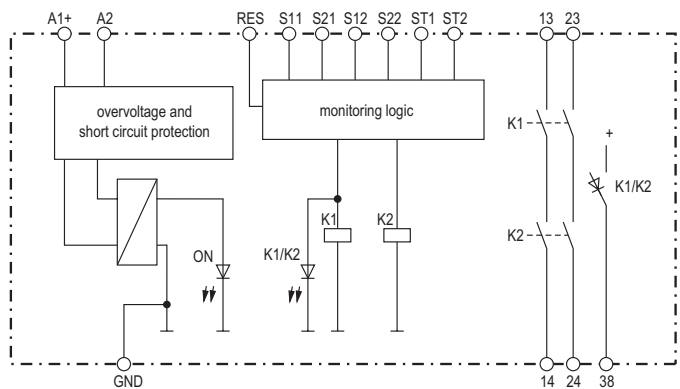 A1+ A2 RES S11 S21 S12 S22 ST1 ST2 13 23
overvoltage and
short circuit protection
monitoring logic
K1
+
K1/K2
K1 K2
K2
ON K1/K2
GND 14 24 38